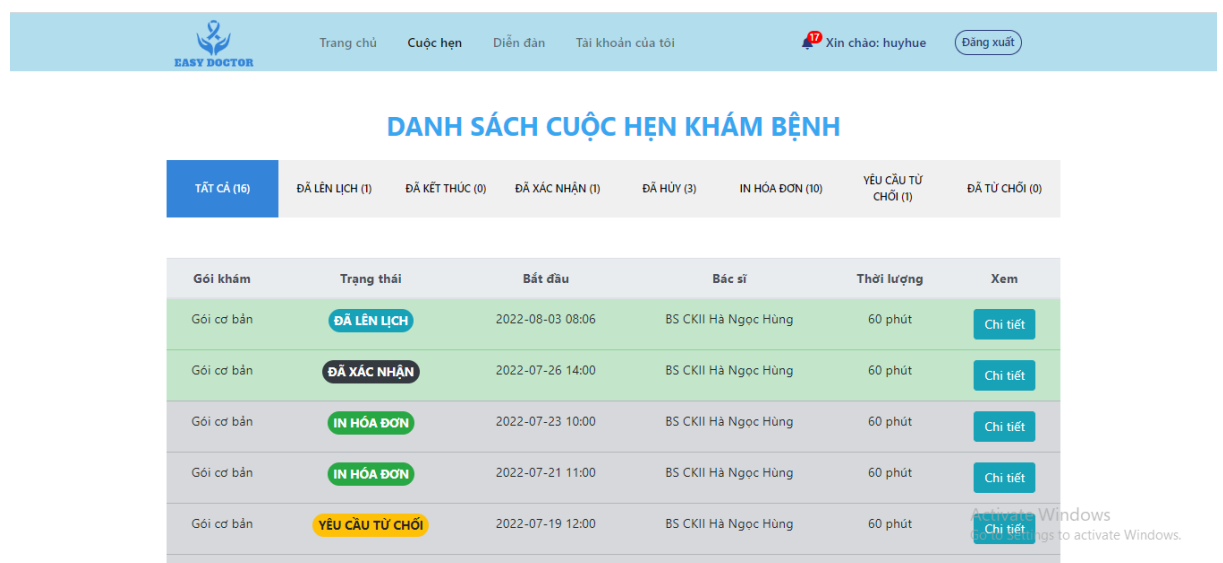 EASY DOCTOR
Trang chủ Cuộc hẹn Diễn đàn Tài khoản của tôi 17 Xin chào: huyhue Đăng xuất
DANH SÁCH CUỘC HẸN KHÁM BỆNH
TẤT CẢ (16) ĐÃ LÊN LỊCH (1) ĐÃ KẾT THÚC (0) ĐÃ XÁC NHẬN (1) ĐÃ HỦY (3) IN HÓA ĐƠN (10) YÊU CẦU TỪ CHỐI (1) ĐÃ TỪ CHỐI (0)
Gói khám Trạng thái Bắt đầu Bác sĩ Thời lượng Xem
Gói cơ bản ĐÃ LÊN LỊCH 2022-08-03 08:06 BS CKII Hà Ngọc Hùng 60 phút Chi tiết
Gói cơ bản ĐÃ XÁC NHẬN 2022-07-26 14:00 BS CKII Hà Ngọc Hùng 60 phút Chi tiết
Gói cơ bản IN HÓA ĐƠN 2022-07-23 10:00 BS CKII Hà Ngọc Hùng 60 phút Chi tiết
Gói cơ bản IN HÓA ĐƠN 2022-07-21 11:00 BS CKII Hà Ngọc Hùng 60 phút Chi tiết
Gói cơ bản YÊU CẦU TỪ CHỐI 2022-07-19 12:00 BS CKII Hà Ngọc Hùng 60 phút Chi tiết
Activate Windows
Go to Settings to activate Windows.